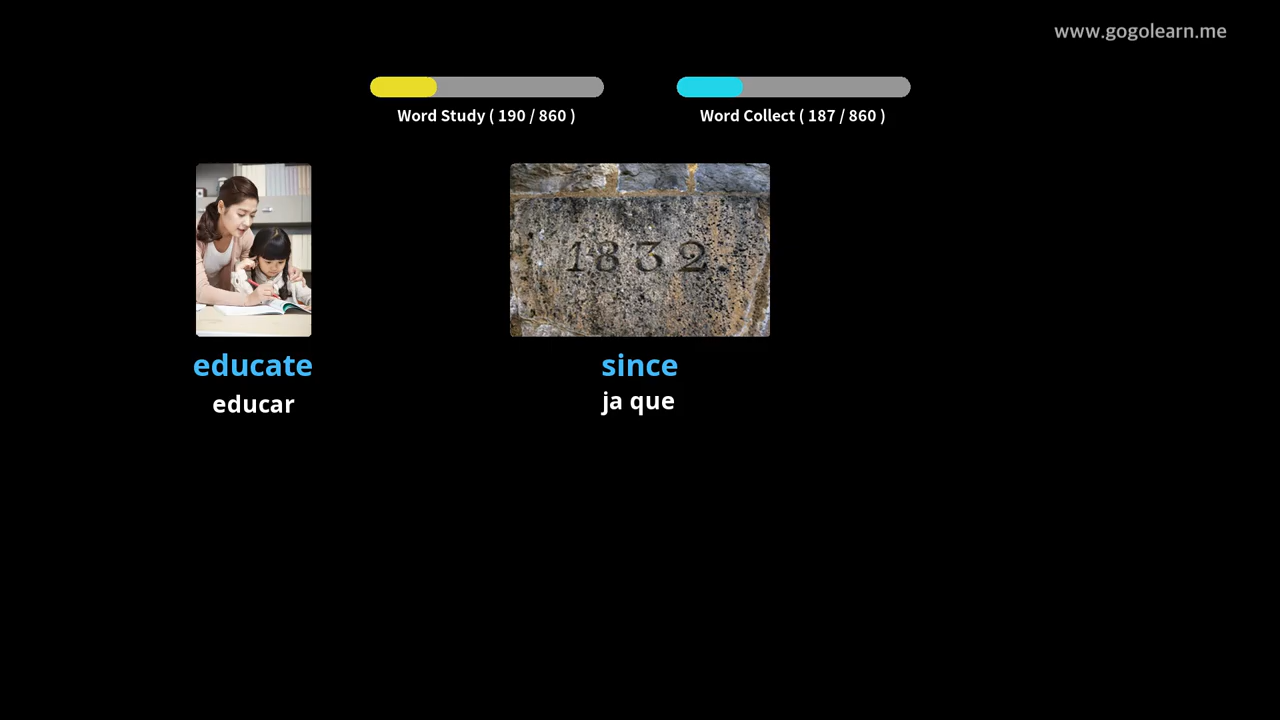 www.gogolearn.me
Word Study ( 190 / 860 )
Word Collect ( 187 / 860 )
1832
educate
since
educar
ja que